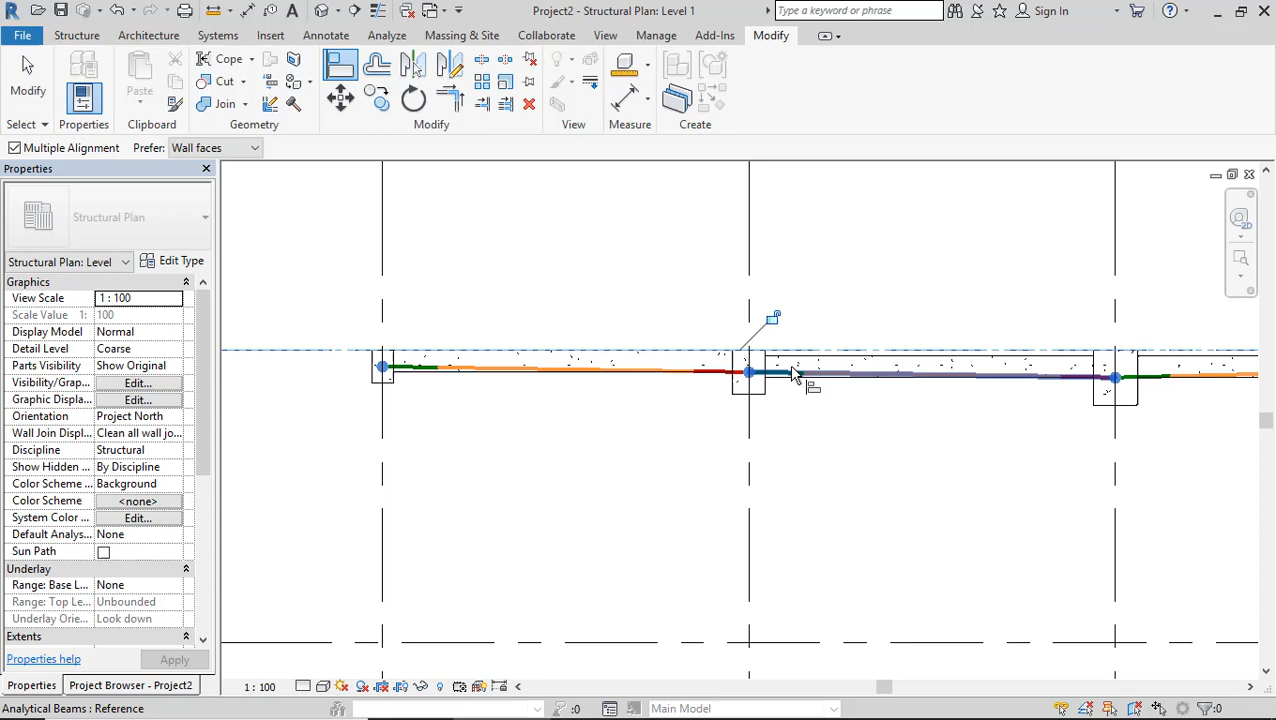 Project2 - Structural Plan: Level 1
Type a keyword or phrase
Sign In
File Structure Architecture Systems Insert Annotate Analyze Massing & Site Collaborate View Manage Add-Ins Modify
Modify
Paste
Cope
Cut
Join
Select Properties Clipboard Geometry Modify View Measure Create
Multiple Alignment Prefer: Wall faces
Properties
Structural Plan
Structural Plan: Level Edit Type
Graphics
View Scale 1 : 100
Scale Value 1: 100
Display Model Normal
Detail Level Coarse
Parts Visibility Show Original
Visibility/Grap... Edit...
Graphic Displa... Edit...
Orientation Project North
Wall Join Displ... Clean all wall jo...
Discipline Structural
Show Hidden ... By Discipline
Color Scheme ... Background
Color Scheme <none>
System Color ... Edit...
Default Analys... None
Sun Path
Underlay
Range: Base L... None
Range: Top Le... Unbounded
Underlay Orie... Look down
Extents
Properties help Apply
Properties Project Browser - Project2
1 : 100
Analytical Beams : Reference
:0
Main Model
:0
2D